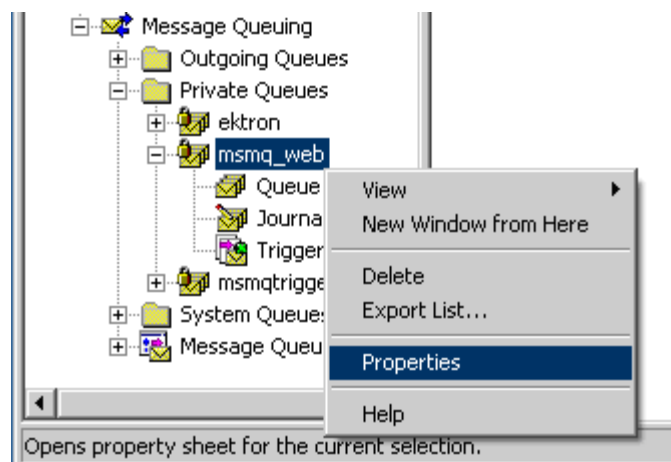 Message Queuing
Outgoing Queues
Private Queues
ektron
msmq_web
Queue
Journa
Trigger
msmqtrigge
System Queues
Message Queu
View
New Window from Here
Delete
Export List...
Properties
Help
Opens property sheet for the current selection.